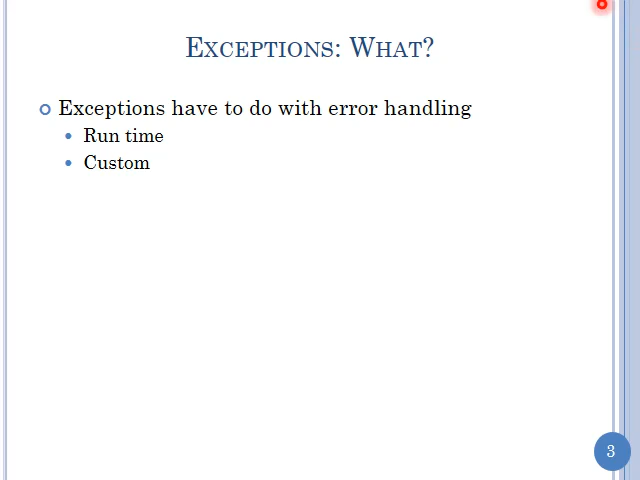 Exceptions: What?
Exceptions have to do with error handling
Run time
Custom
3